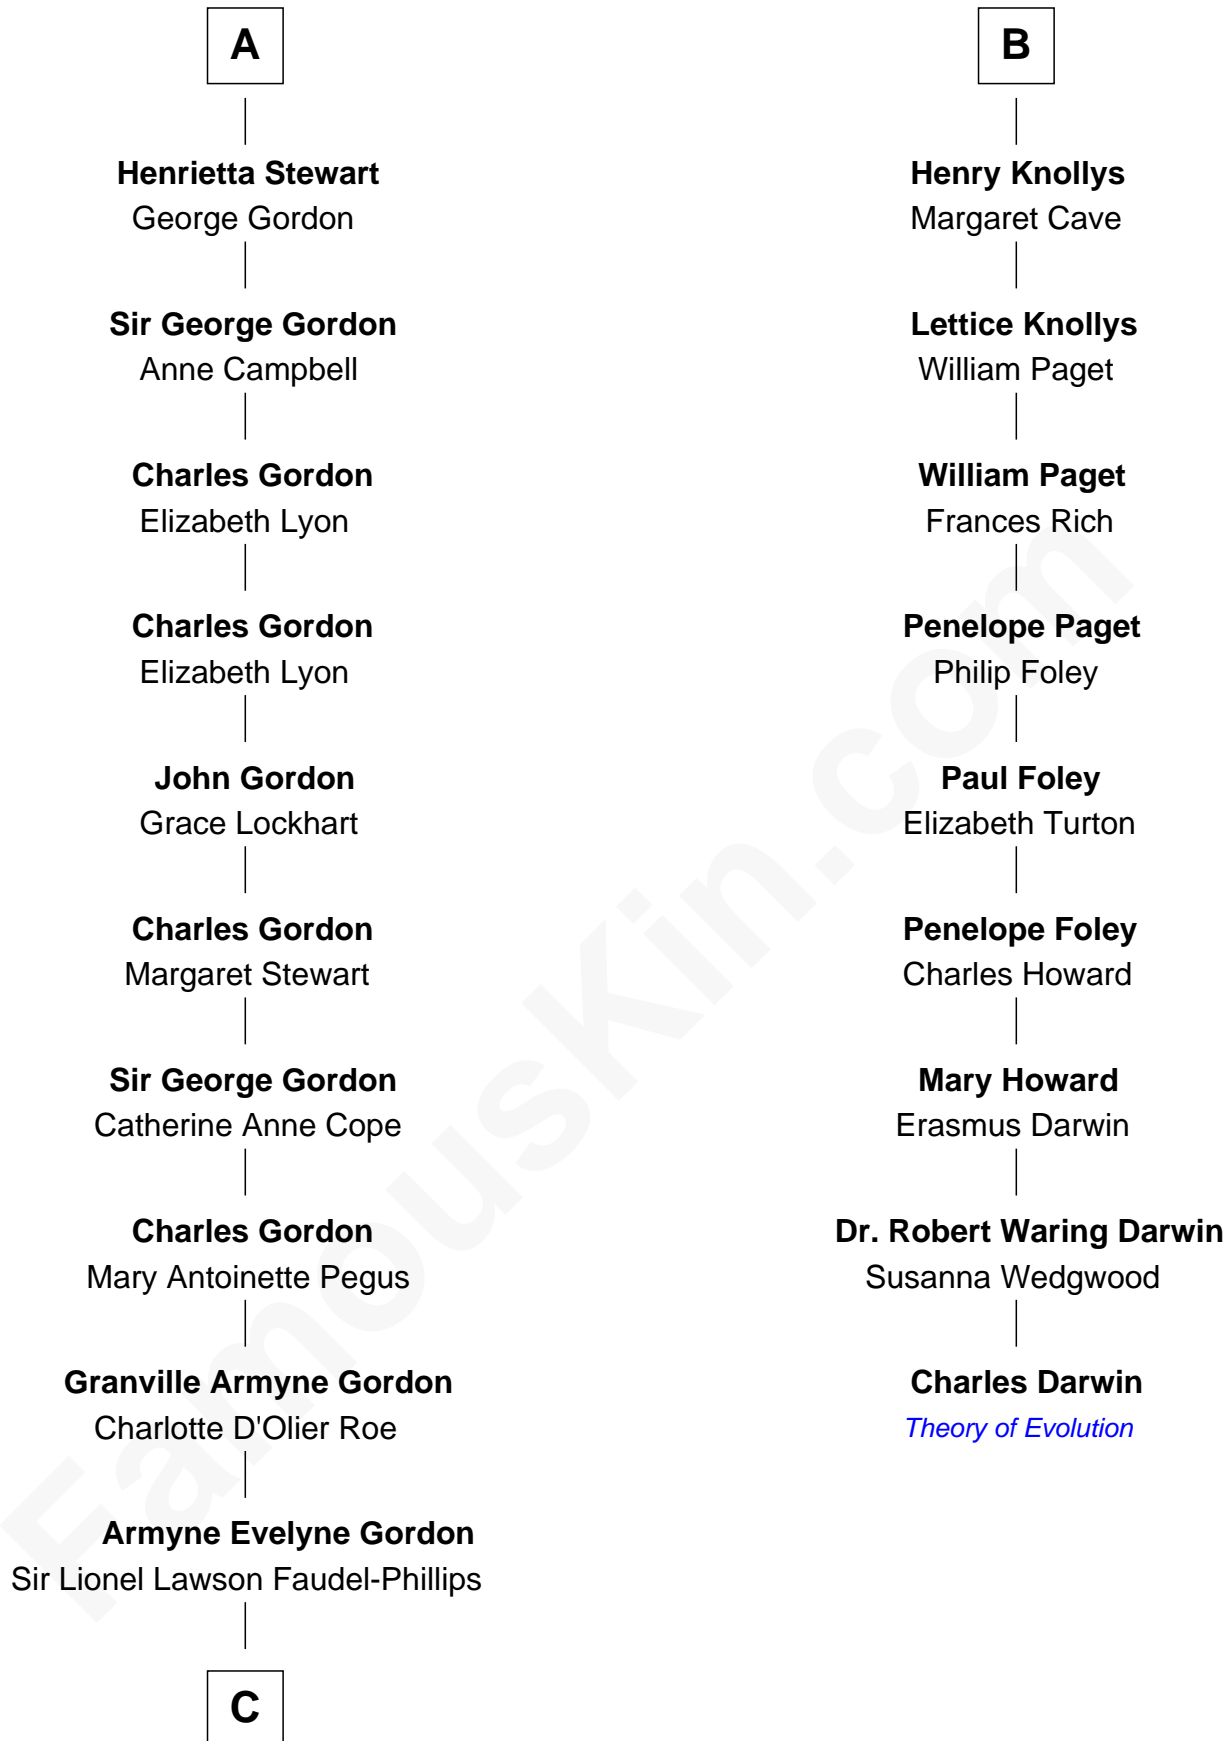 A
Henrietta Stewart
George Gordon
Sir George Gordon
Anne Campbell
Charles Gordon
Elizabeth Lyon
Charles Gordon
Elizabeth Lyon
John Gordon
Grace Lockhart
Charles Gordon
Margaret Stewart
Sir George Gordon
Catherine Anne Cope
Charles Gordon
Mary Antoinette Pegus
Granville Armyne Gordon
Charlotte D'Olier Roe
Armyne Evelyne Gordon
Sir Lionel Lawson Faudel-Phillips
C
B
Henry Knollys
Margaret Cave
Lettice Knollys
William Paget
William Paget
Frances Rich
Penelope Paget
Philip Foley
Paul Foley
Elizabeth Turton
Penelope Foley
Charles Howard
Mary Howard
Erasmus Darwin
Dr. Robert Waring Darwin
Susanna Wedgwood
Charles Darwin
Theory of Evolution
FamousKin.com